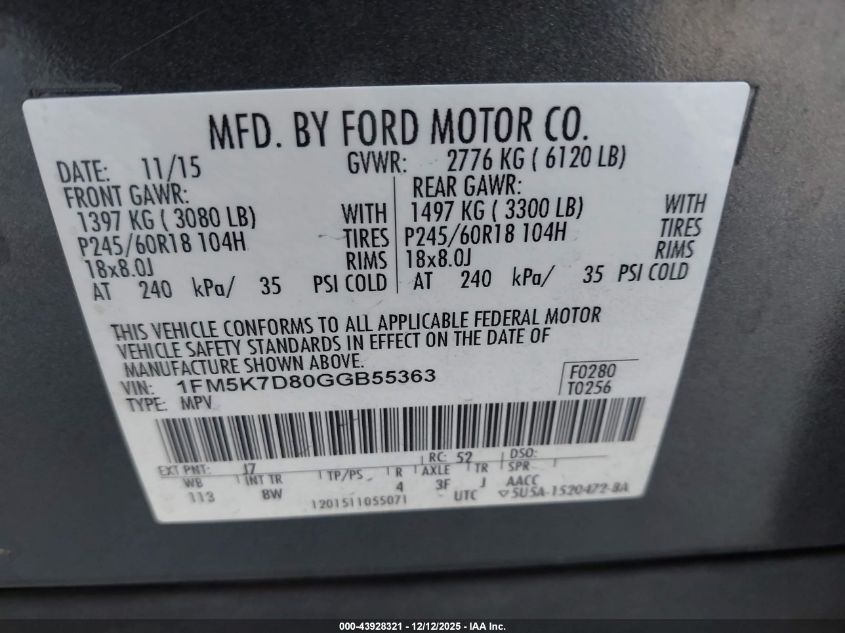 MFD. BY FORD MOTOR CO.
DATE: 11/15 GVWR: 2776 KG ( 6120 LB)
FRONT GAWR: REAR GAWR:
1397 KG ( 3080 LB) WITH 1497 KG ( 3300 LB) WITH
P245/60R18 104H TIRES P245/60R18 104H TIRES
18x8.0J RIMS 18x8.0J RIMS
AT 240 kPa/ 35 PSI COLD AT 240 kPa/ 35 PSI COLD
THIS VEHICLE CONFORMS TO ALL APPLICABLE FEDERAL MOTOR
VEHICLE SAFETY STANDARDS IN EFFECT ON THE DATE OF
MANUFACTURE SHOWN ABOVE.
VIN: 1FM5K7D80GGB55363 F0280
TYPE: MPV T0256
EXT PNT: J7 RC: 52 DSO:
WB INT TR TP/PS R AXLE TR SPR
113 8W 4 3F J AACC
1201511055071 UTC ▽5U5A-1520472-BA
000-43928321 - 12/12/2025 - IAA Inc.